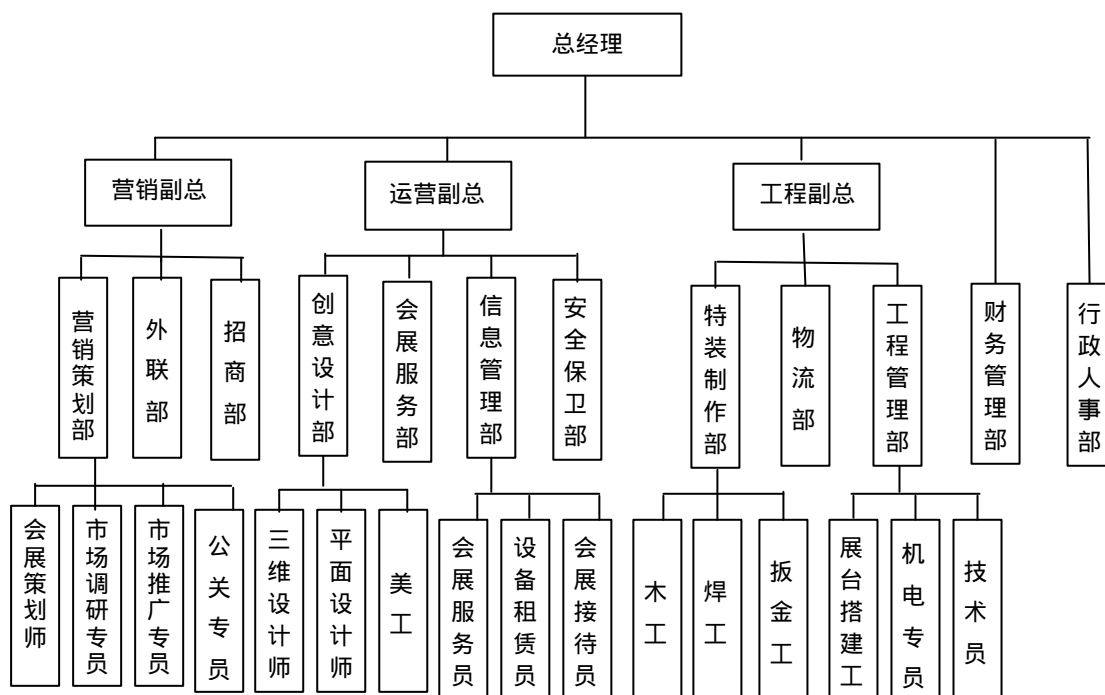 总经理
营销副总
运营副总
工程副总
营销策划部
外联部
招商部
创意设计部
会展服务部
信息管理部
安全保卫部
特装制作部
物流部
工程管理部
财务管理部
行政人事部
会展策划师
市场调研专员
市场推广专员
公关专员
三维设计师
平面设计师
美工
会展服务员
设备租赁员
会展接待员
木工
焊工
扳金工
展台搭建工
机电专员
技术员